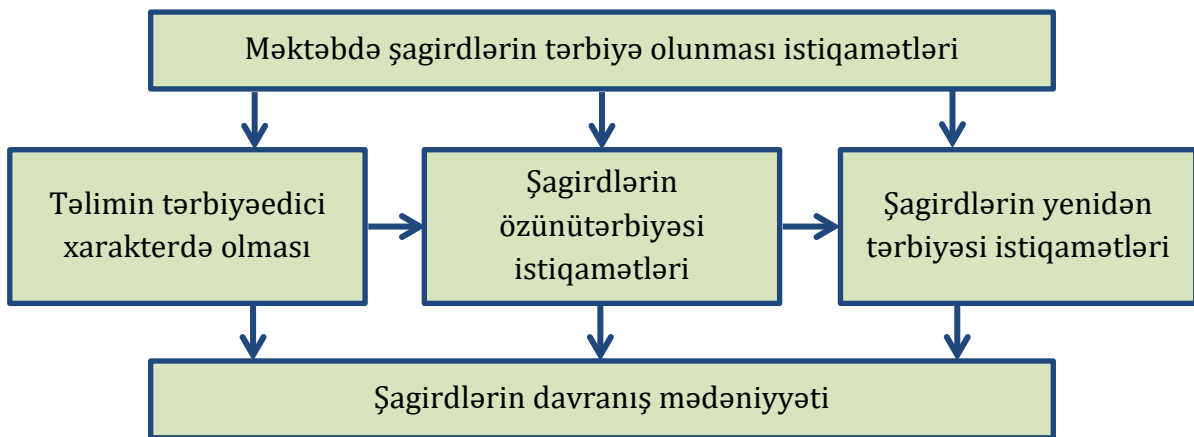 Məktəbdə şagirdlərin tərbiyə olunması istiqamətləri
Təlimin tərbiyəedici
xarakterdə olması
Şagirdlərin
özünütərbiyəsi
istiqamətləri
Şagirdlərin yenidən
tərbiyəsi istiqamətləri
Şagirdlərin davranış mədəniyyəti